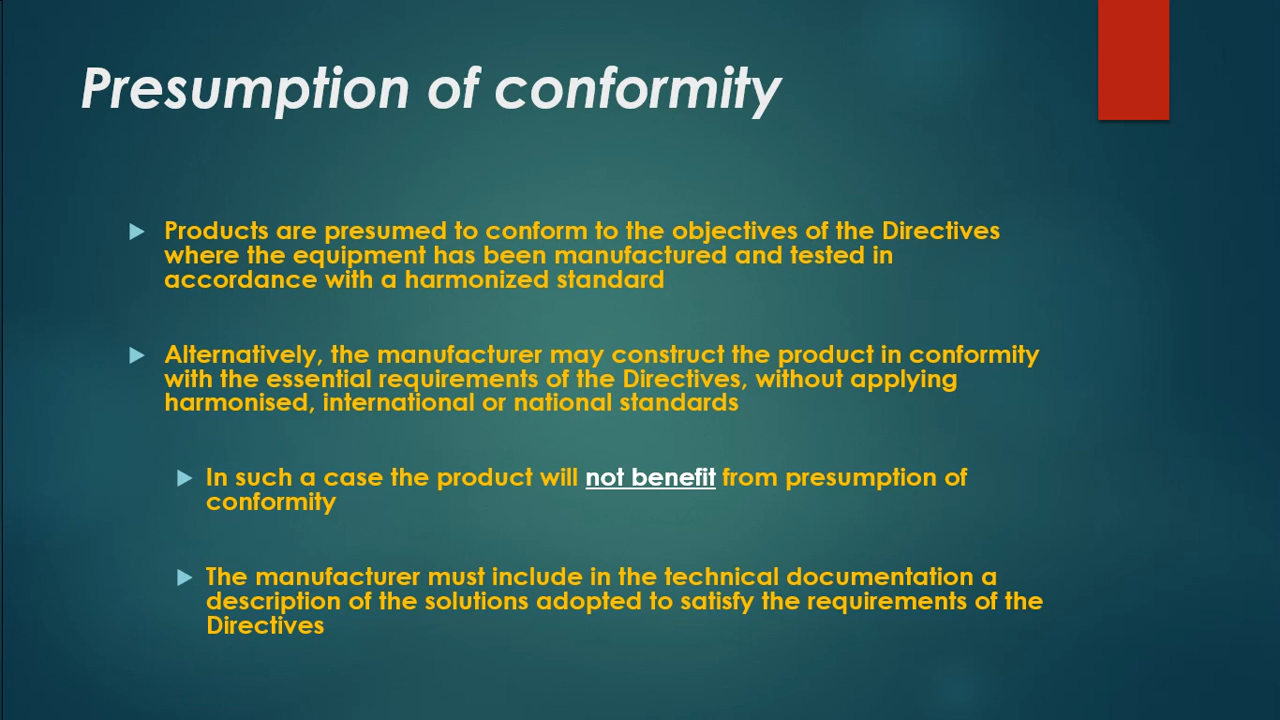 Presumption of conformity
Products are presumed to conform to the objectives of the Directives
where the equipment has been manufactured and tested in
accordance with a harmonized standard
Alternatively, the manufacturer may construct the product in conformity
with the essential requirements of the Directives, without applying
harmonised, international or national standards
In such a case the product will not benefit from presumption of
conformity
The manufacturer must include in the technical documentation a
description of the solutions adopted to satisfy the requirements of the
Directives